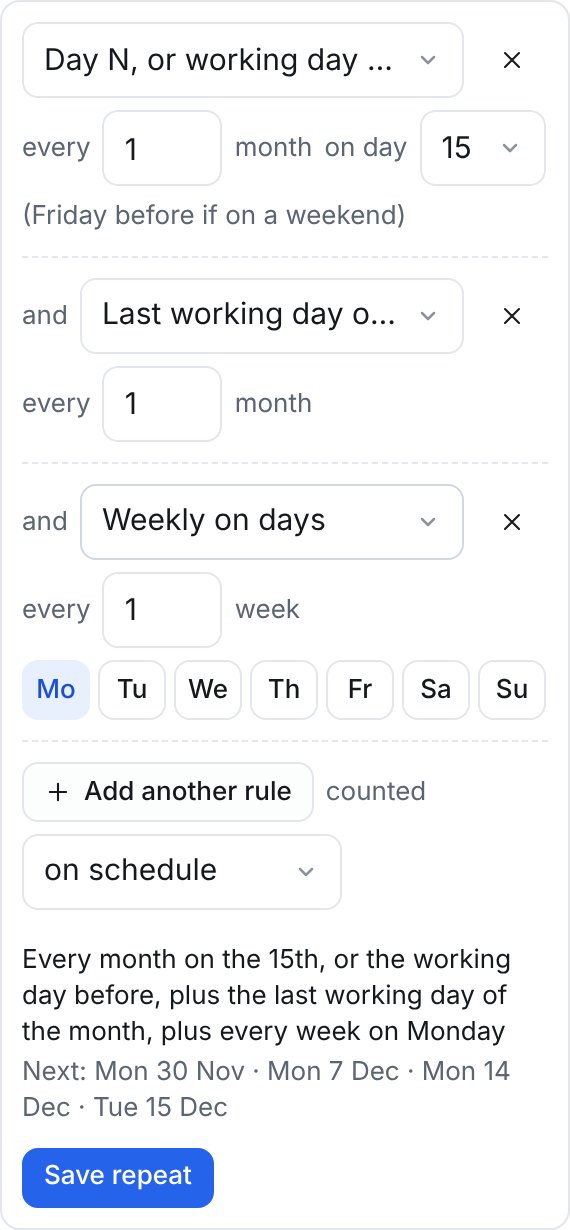 Day N, or working day ...
every 1 month on day 15
(Friday before if on a weekend)
and Last working day o...
every 1 month
and Weekly on days
every 1 week
Mo Tu We Th Fr Sa Su
+ Add another rule counted
on schedule
Every month on the 15th, or the working
day before, plus the last working day of
the month, plus every week on Monday
Next: Mon 30 Nov · Mon 7 Dec · Mon 14
Dec · Tue 15 Dec
Save repeat